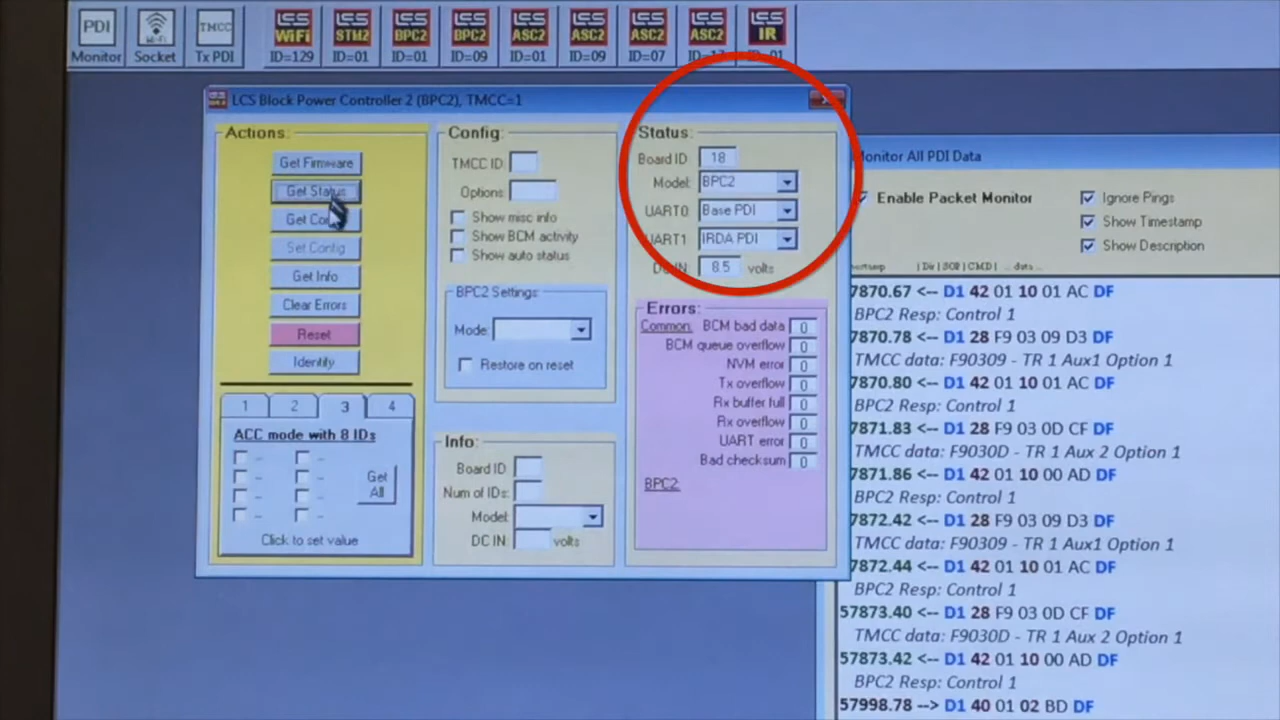 PDI
Monitor
Wi-Fi
Socket
TMCC
Tx PDI
LCS
WiFi
ID=129
LCS
STM2
ID=01
LCS
BPC2
ID=01
LCS
BPC2
ID=09
LCS
ASC2
ID=01
LCS
ASC2
ID=09
LCS
ASC2
ID=07
LCS
ASC2
LCS
IR
LCS Block Power Controller 2 (BPC2), TMCC=1
Actions:
Get Firmware
Get Status
Set Config
Get Info
Clear Errors
Reset
Identify
1 2 3 4
ACC mode with 8 IDs
Get
All
Click to set value
Config:
TMCC ID:
Options:
Show misc info
Show BCM activity
Show auto status
BPC2 Settings:
Mode:
Restore on reset
Info:
Board ID
Num of IDs:
Model:
DC IN: volts
Status:
Board ID 18
Model: BPC2
UART0: Base PDI
UART1: IRDA PDI
DC IN: 8.5 volts
Errors:
Common: BCM bad data 0
BCM queue overflow 0
NVM error 0
Tx overflow 0
Rx buffer full 0
Rx overflow 0
UART error 0
Bad checksum 0
BPC2:
Monitor All PDI Data
Enable Packet Monitor
Ignore Pings
Show Timestamp
Show Description
|Dir|SOP|CMD|... data...
7870.67 <-- D1 42 01 10 01 AC DF
BPC2 Resp: Control 1
7870.78 <-- D1 28 F9 03 09 D3 DF
TMCC data: F90309 - TR 1 Aux1 Option 1
7870.80 <-- D1 42 01 10 01 AC DF
BPC2 Resp: Control 1
7871.83 <-- D1 28 F9 03 0D CF DF
TMCC data: F9030D - TR 1 Aux 2 Option 1
7871.86 <-- D1 42 01 10 00 AD DF
BPC2 Resp: Control 1
7872.42 <-- D1 28 F9 03 09 D3 DF
TMCC data: F90309 - TR 1 Aux1 Option 1
7872.44 <-- D1 42 01 10 01 AC DF
BPC2 Resp: Control 1
57873.40 <-- D1 28 F9 03 0D CF DF
TMCC data: F9030D - TR 1 Aux 2 Option 1
57873.42 <-- D1 42 01 10 00 AD DF
BPC2 Resp: Control 1
57998.78 --> D1 40 01 02 BD DF